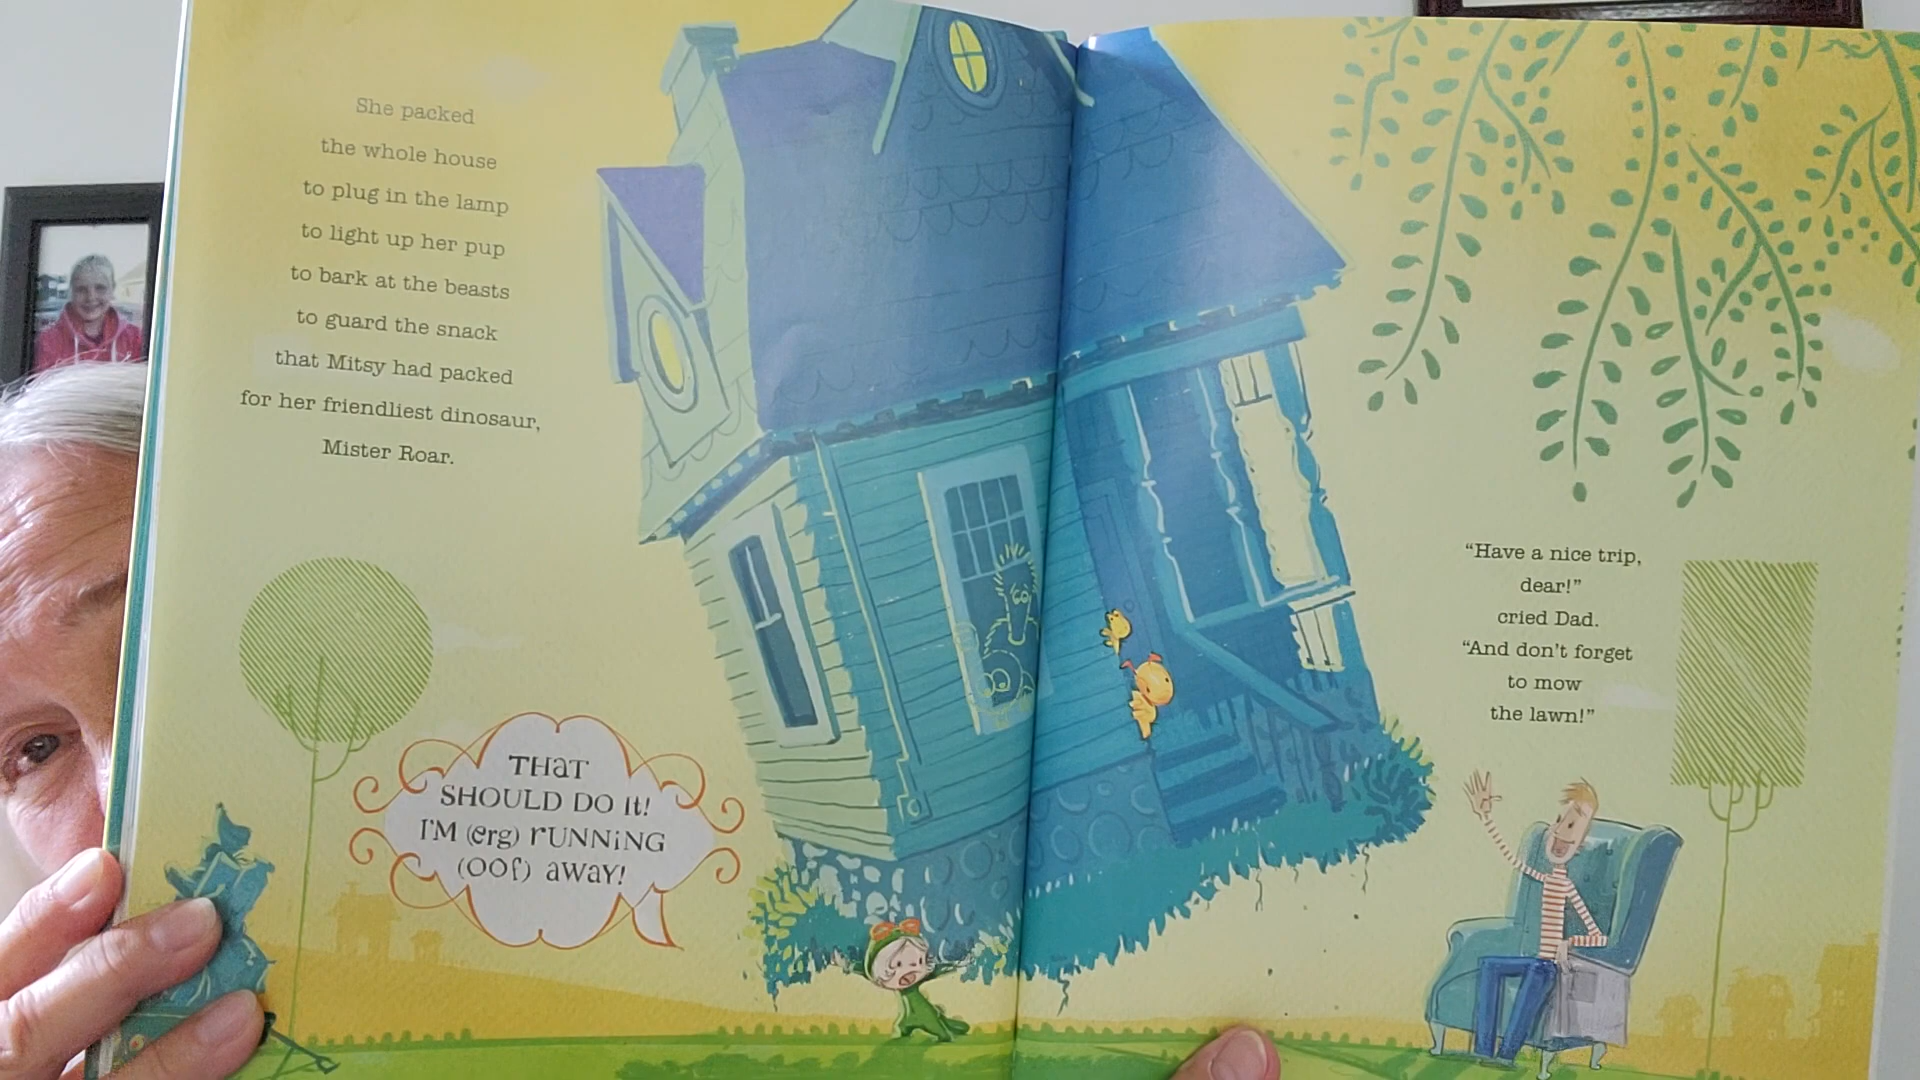 She packed
the whole house
to plug in the lamp
to light up her pup
to bark at the beasts
to guard the snack
that Mitsy had packed
for her friendliest dinosaur,
Mister Roar.
THAT
SHOULD DO it!
I'M (erg) rUNNiNG
(OOf) aWaY!
“Have a nice trip,
dear!”
cried Dad.
“And don't forget
to mow
the lawn!”